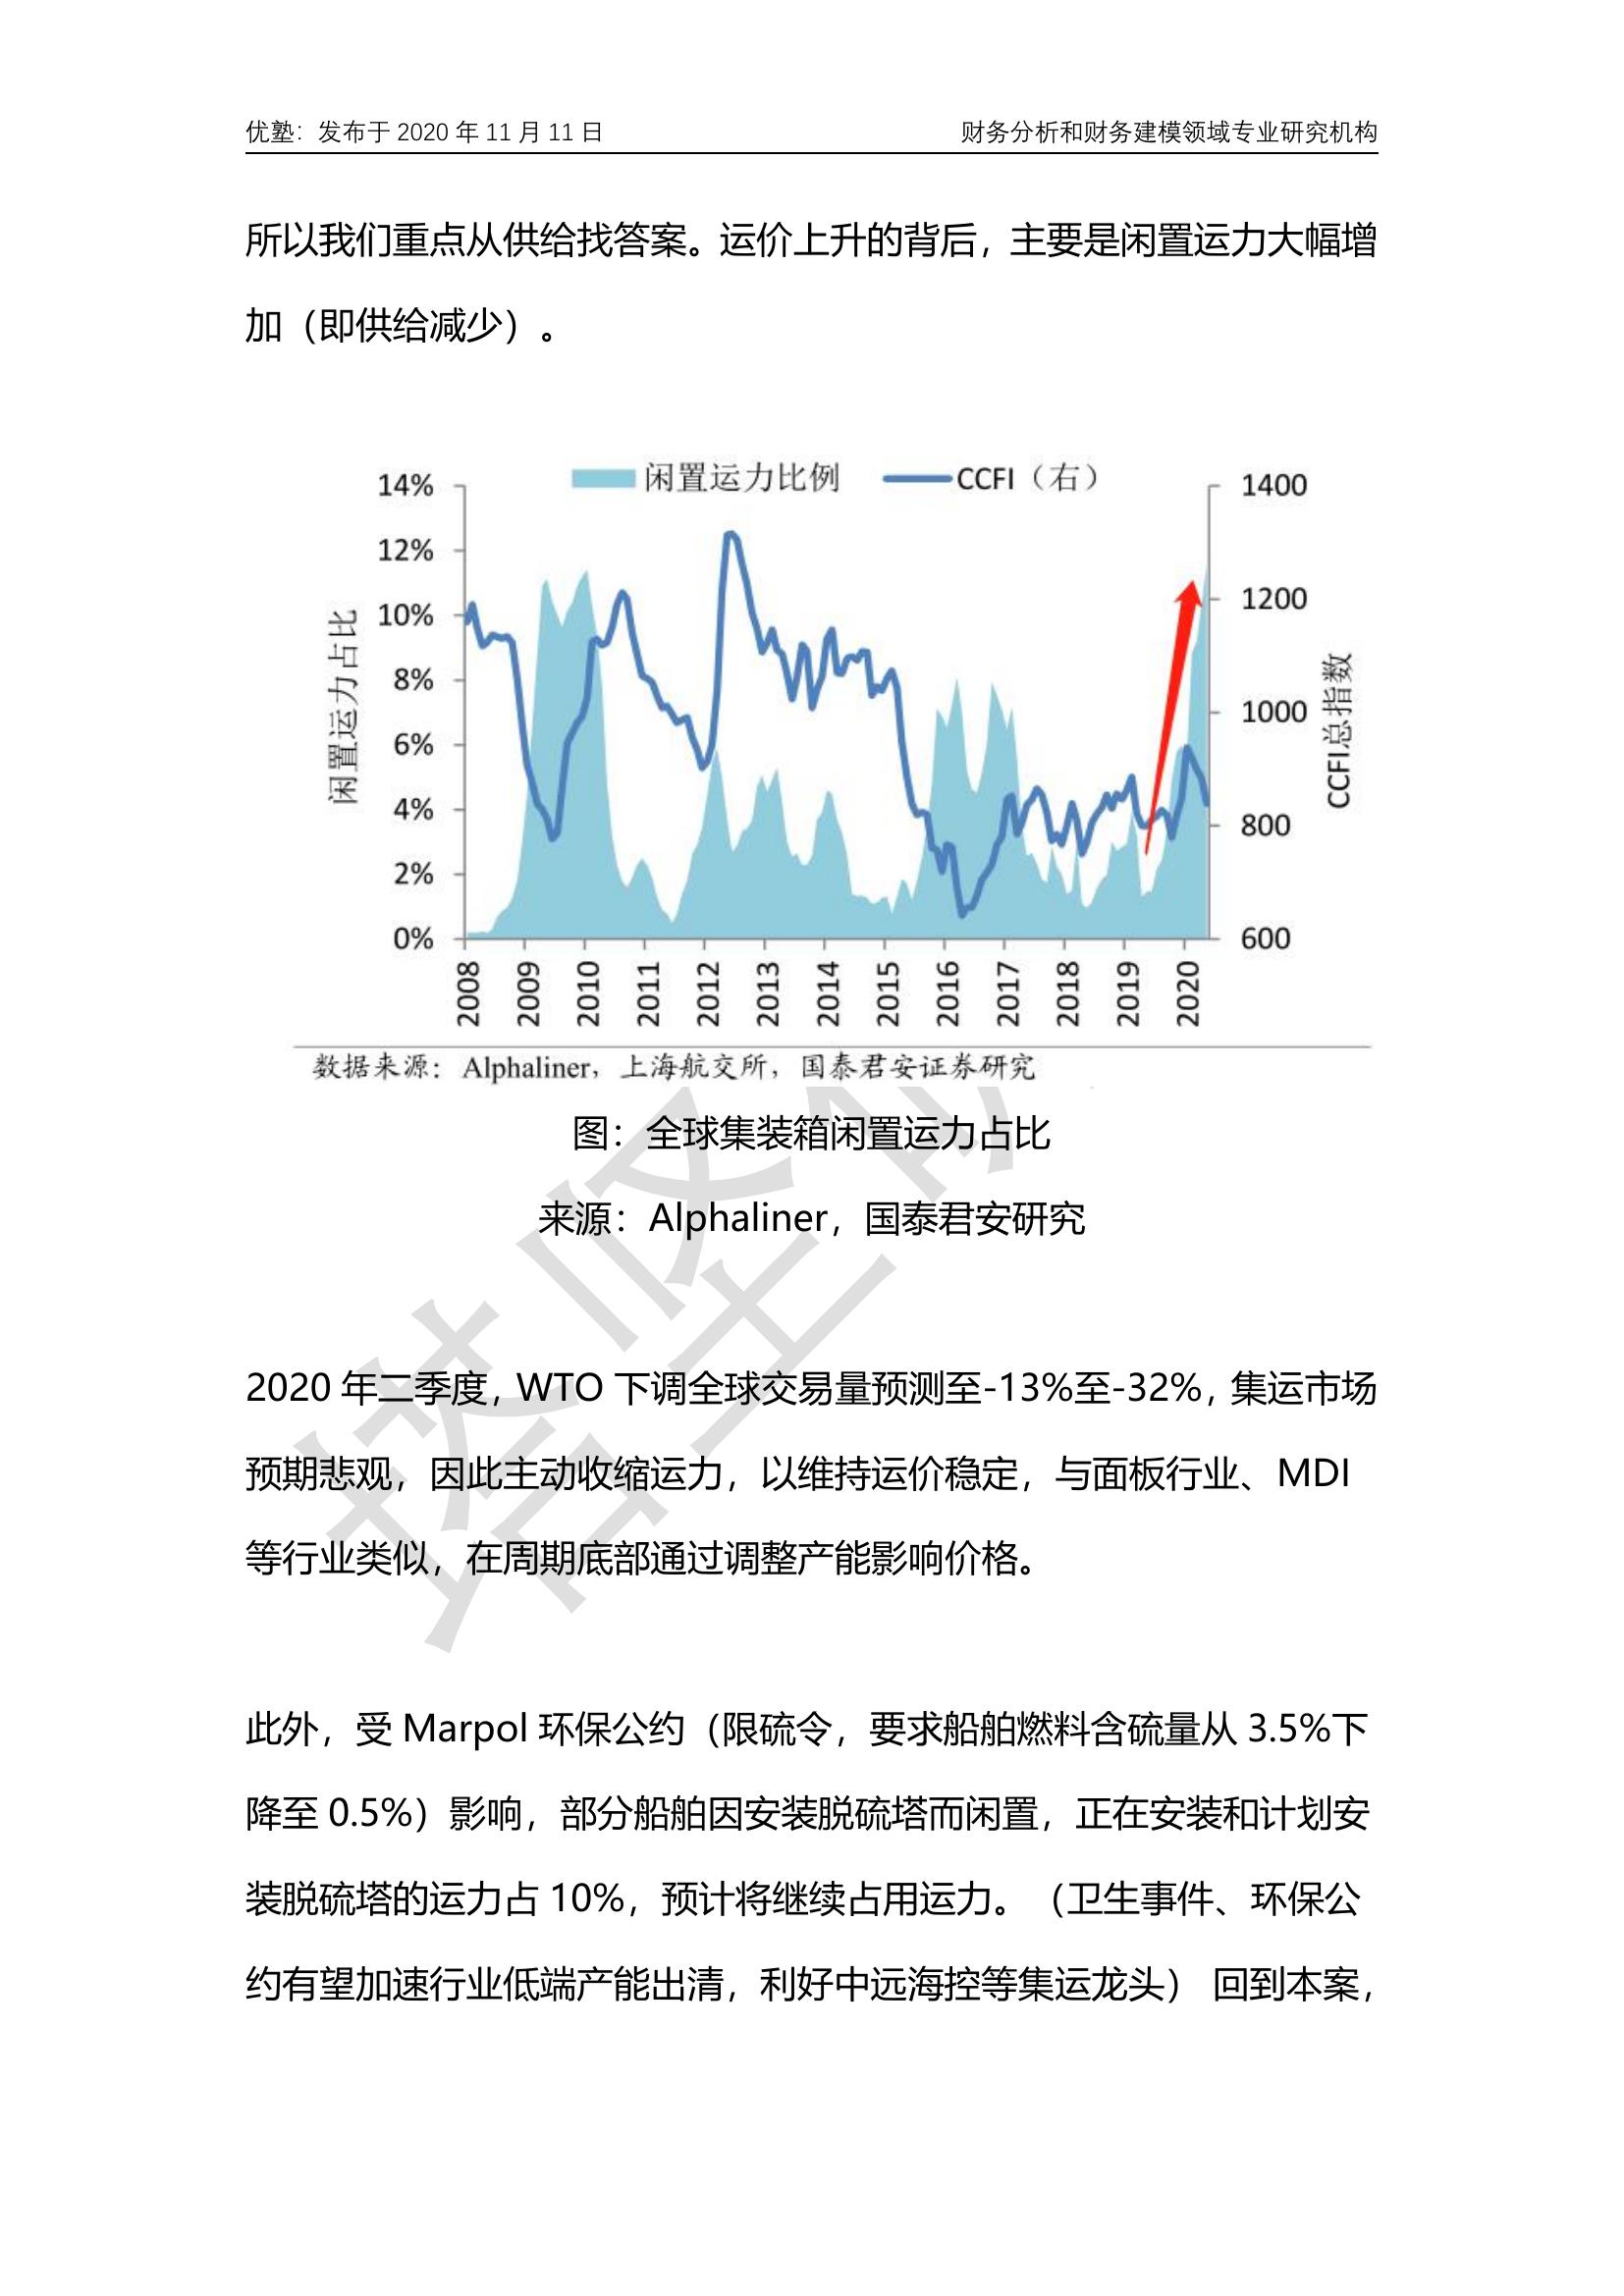 优塾：发布于 2020 年 11 月 11 日
财务分析和财务建模领域专业研究机构
所以我们重点从供给找答案。运价上升的背后，主要是闲置运力大幅增
加（即供给减少）。
闲置运力比例
CCFI（右）
14%
12%
10%
8%
6%
4%
2%
0%
闲置运力占比
1400
1200
1000
800
600
CCFI总指数
2008
2009
2010
2011
2012
2013
2014
2015
2016
2017
2018
2019
2020
数据来源：Alphaliner，上海航交所，国泰君安证券研究
图：全球集装箱闲置运力占比
来源：Alphaliner，国泰君安研究
2020 年二季度，WTO 下调全球交易量预测至-13%至-32%，集运市场
预期悲观，因此主动收缩运力，以维持运价稳定，与面板行业、MDI
等行业类似，在周期底部通过调整产能影响价格。
此外，受 Marpol 环保公约（限硫令，要求船舶燃料含硫量从 3.5%下
降至 0.5%）影响，部分船舶因安装脱硫塔而闲置，正在安装和计划安
装脱硫塔的运力占 10%，预计将继续占用运力。（卫生事件、环保公
约有望加速行业低端产能出清，利好中远海控等集运龙头） 回到本案，
塔坚